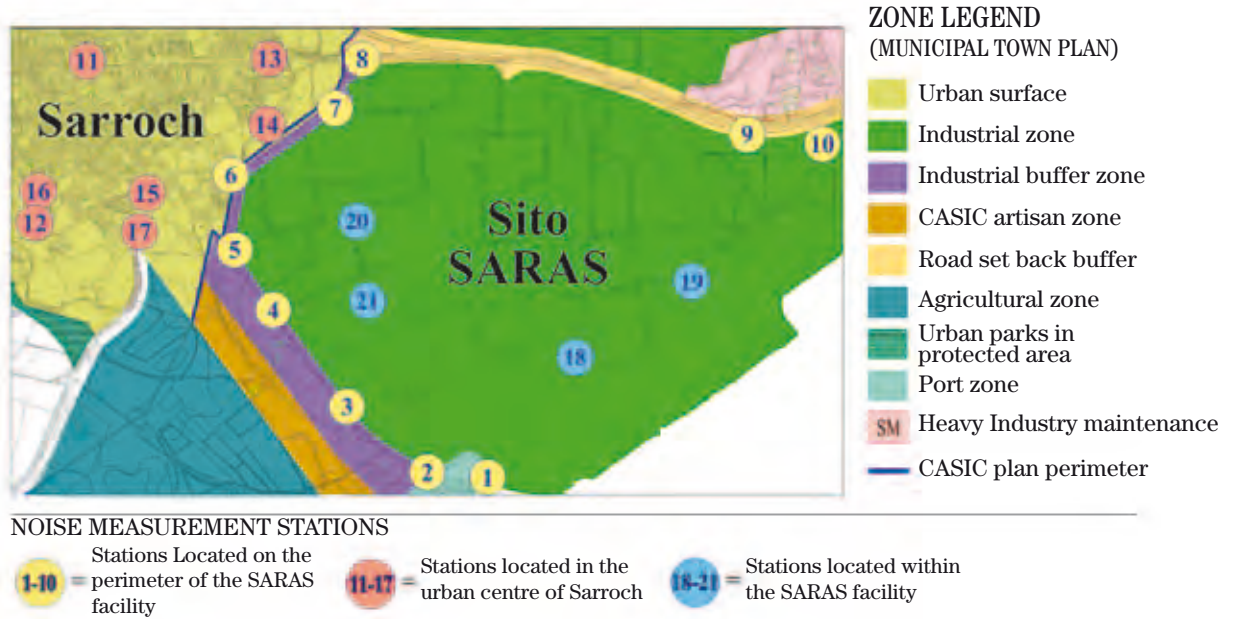 ZONE LEGEND
(MUNICIPAL TOWN PLAN)
Urban surface
Industrial zone
Industrial buffer zone
CASIC artisan zone
Road set back buffer
Agricultural zone
Urban parks in
protected area
Port zone
SM Heavy Industry maintenance
CASIC plan perimeter
11
13
8
Sarroch
14
7
9
10
6
16
15
12
17
5
20
Sito
SARAS
19
21
4
18
3
2
1
NOISE MEASUREMENT STATIONS
1-10 = Stations Located on the
perimeter of the SARAS
facility
11-17 = Stations located in the
urban centre of Sarroch
18-21 = Stations located within
the SARAS facility